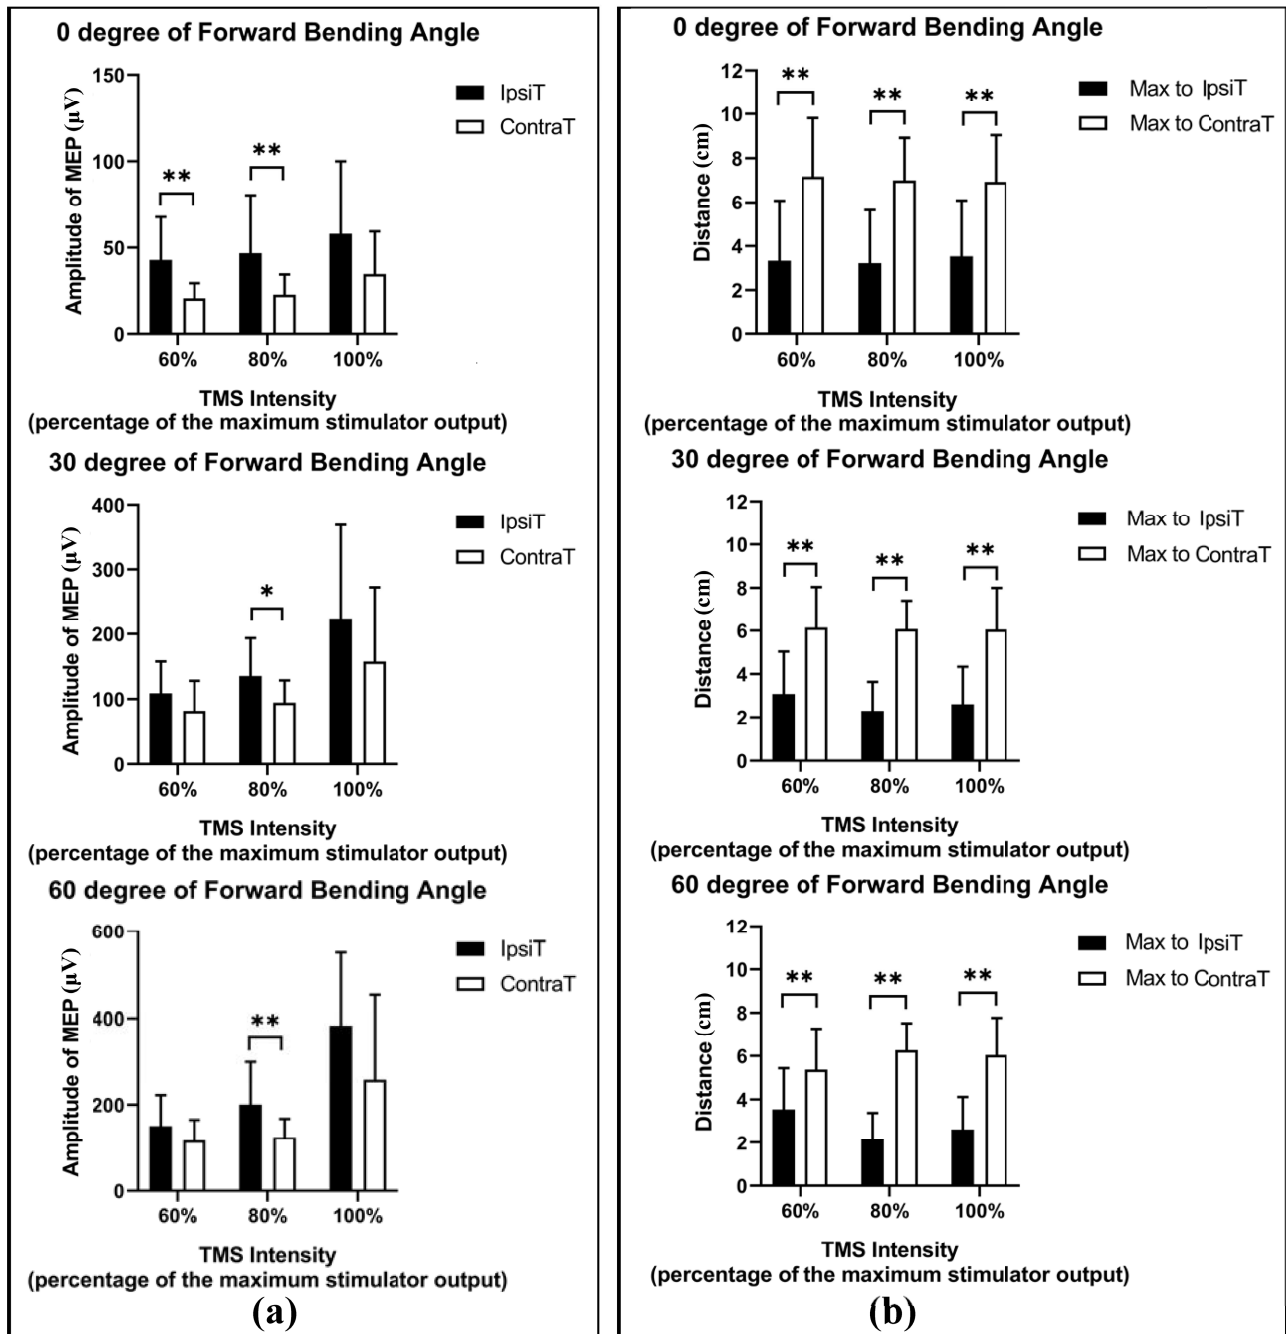 0 degree of Forward Bending Angle
150
100
50
0
Amplitude of MEP (µV)
**
**
IpsiT
ContraT
60%
80%
100%
TMS Intensity
(percentage of the maximum stimulator output)
30 degree of Forward Bending Angle
400
300
200
100
0
Amplitude of MEP (µV)
*
IpsiT
ContraT
60%
80%
100%
TMS Intensity
(percentage of the maximum stimulator output)
60 degree of Forward Bending Angle
600
400
200
0
Amplitude of MEP (µV)
**
IpsiT
ContraT
60%
80%
100%
TMS Intensity
(percentage of the maximum stimulator output)
(a)
0 degree of Forward Bending Angle
12
10
8
6
4
2
0
Distance (cm)
**
**
**
Max to IpsiT
Max to ContraT
60%
80%
100%
TMS Intensity
(percentage of the maximum stimulator output)
30 degree of Forward Bending Angle
12
10
8
6
4
2
0
Distance (cm)
**
**
**
Max to IpsiT
Max to ContraT
60%
80%
100%
TMS Intensity
(percentage of the maximum stimulator output)
60 degree of Forward Bending Angle
12
10
8
6
4
2
0
Distance (cm)
**
**
**
Max to IpsiT
Max to ContraT
60%
80%
100%
TMS Intensity
(percentage of the maximum stimulator output)
(b)